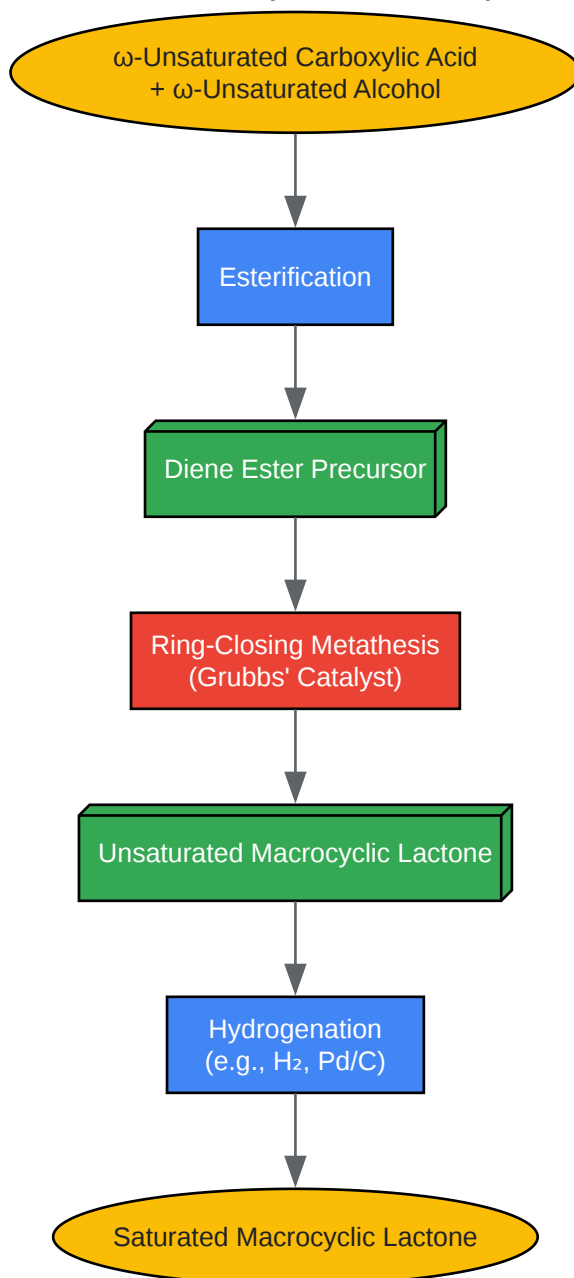 ω-Unsaturated Carboxylic Acid
+ ω-Unsaturated Alcohol
Esterification
Diene Ester Precursor
Ring-Closing Metathesis
(Grubbs' Catalyst)
Unsaturated Macrocyclic Lactone
Hydrogenation
(e.g., H₂, Pd/C)
Saturated Macrocyclic Lactone